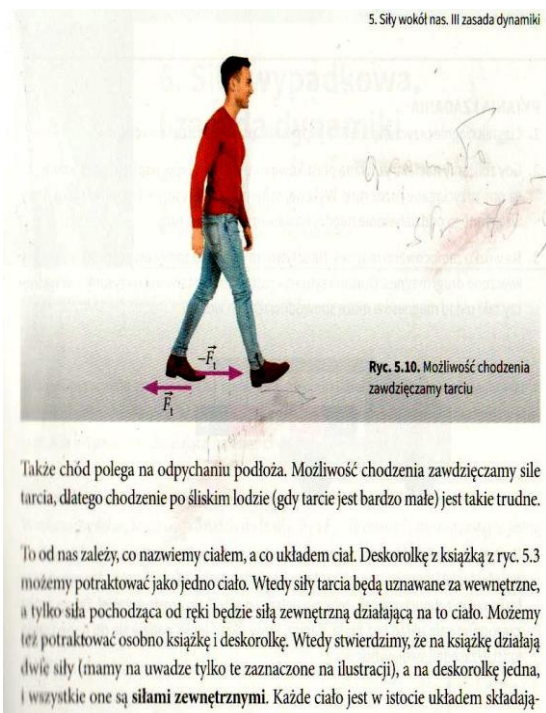 5. Siły wokół nas. III zasada dynamiki
−F⃗₁
F⃗₁
Ryc. 5.10. Możliwość chodzenia
zawdzięczamy tarciu
Także chód polega na odpychaniu podłoża. Możliwość chodzenia zawdzięczamy sile
tarcia, dlatego chodzenie po śliskim lodzie (gdy tarcie jest bardzo małe) jest takie trudne.
To od nas zależy, co nazwiemy ciałem, a co układem ciał. Deskorolkę z książką z ryc. 5.3
możemy potraktować jako jedno ciało. Wtedy siły tarcia będą uznawane za wewnętrzne,
a tylko siła pochodząca od ręki będzie siłą zewnętrzną działającą na to ciało. Możemy
też potraktować osobno książkę i deskorolkę. Wtedy stwierdzimy, że na książkę działają
dwie siły (mamy na uwadze tylko te zaznaczone na ilustracji), a na deskorolkę jedna,
i wszystkie one są siłami zewnętrznymi. Każde ciało jest w istocie układem składają-